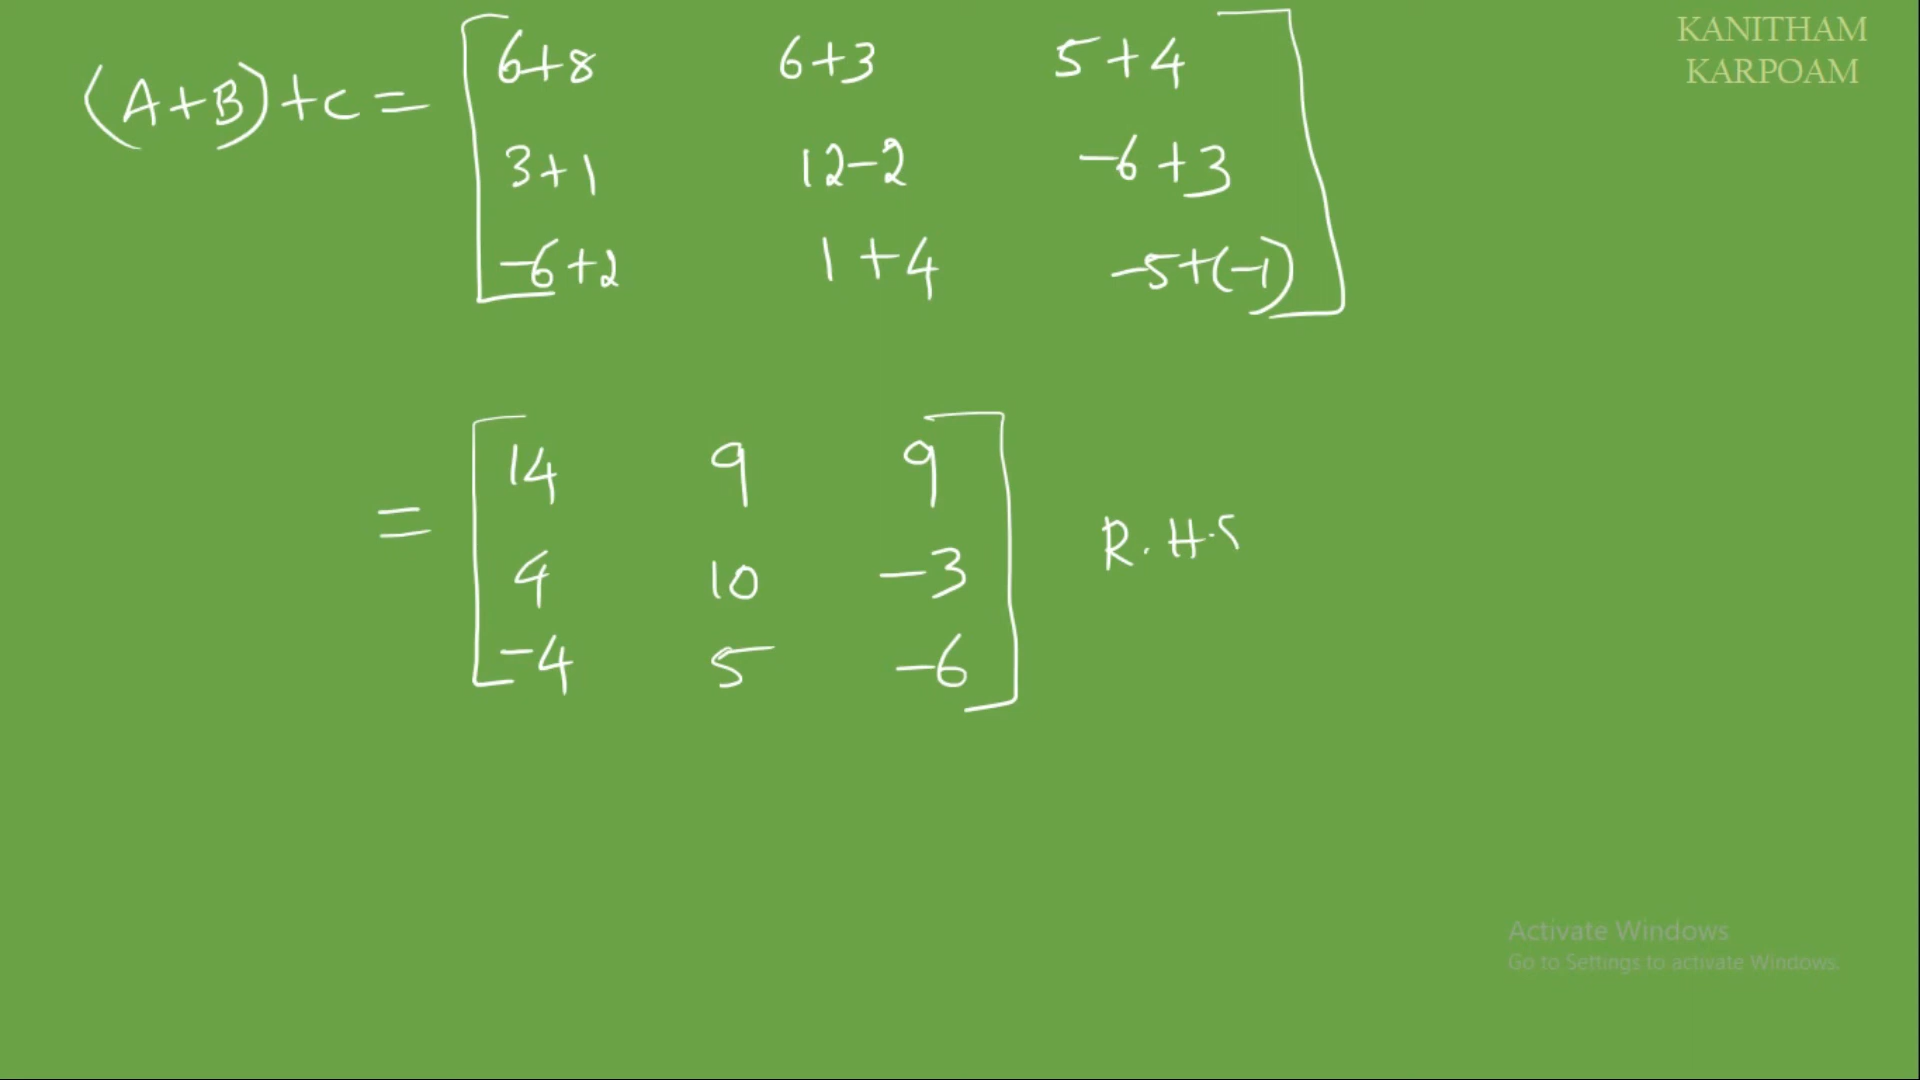 KANITHAM
KARPOAM
(A+B)+C = [ 6+8 6+3 5+4
3+1 12-2 -6+3
-6+2 1+4 -5+(-1) ]
= [ 14 9 9
4 10 -3
-4 5 -6 ] R.H.S
Activate Windows
Go to Settings to activate Windows.